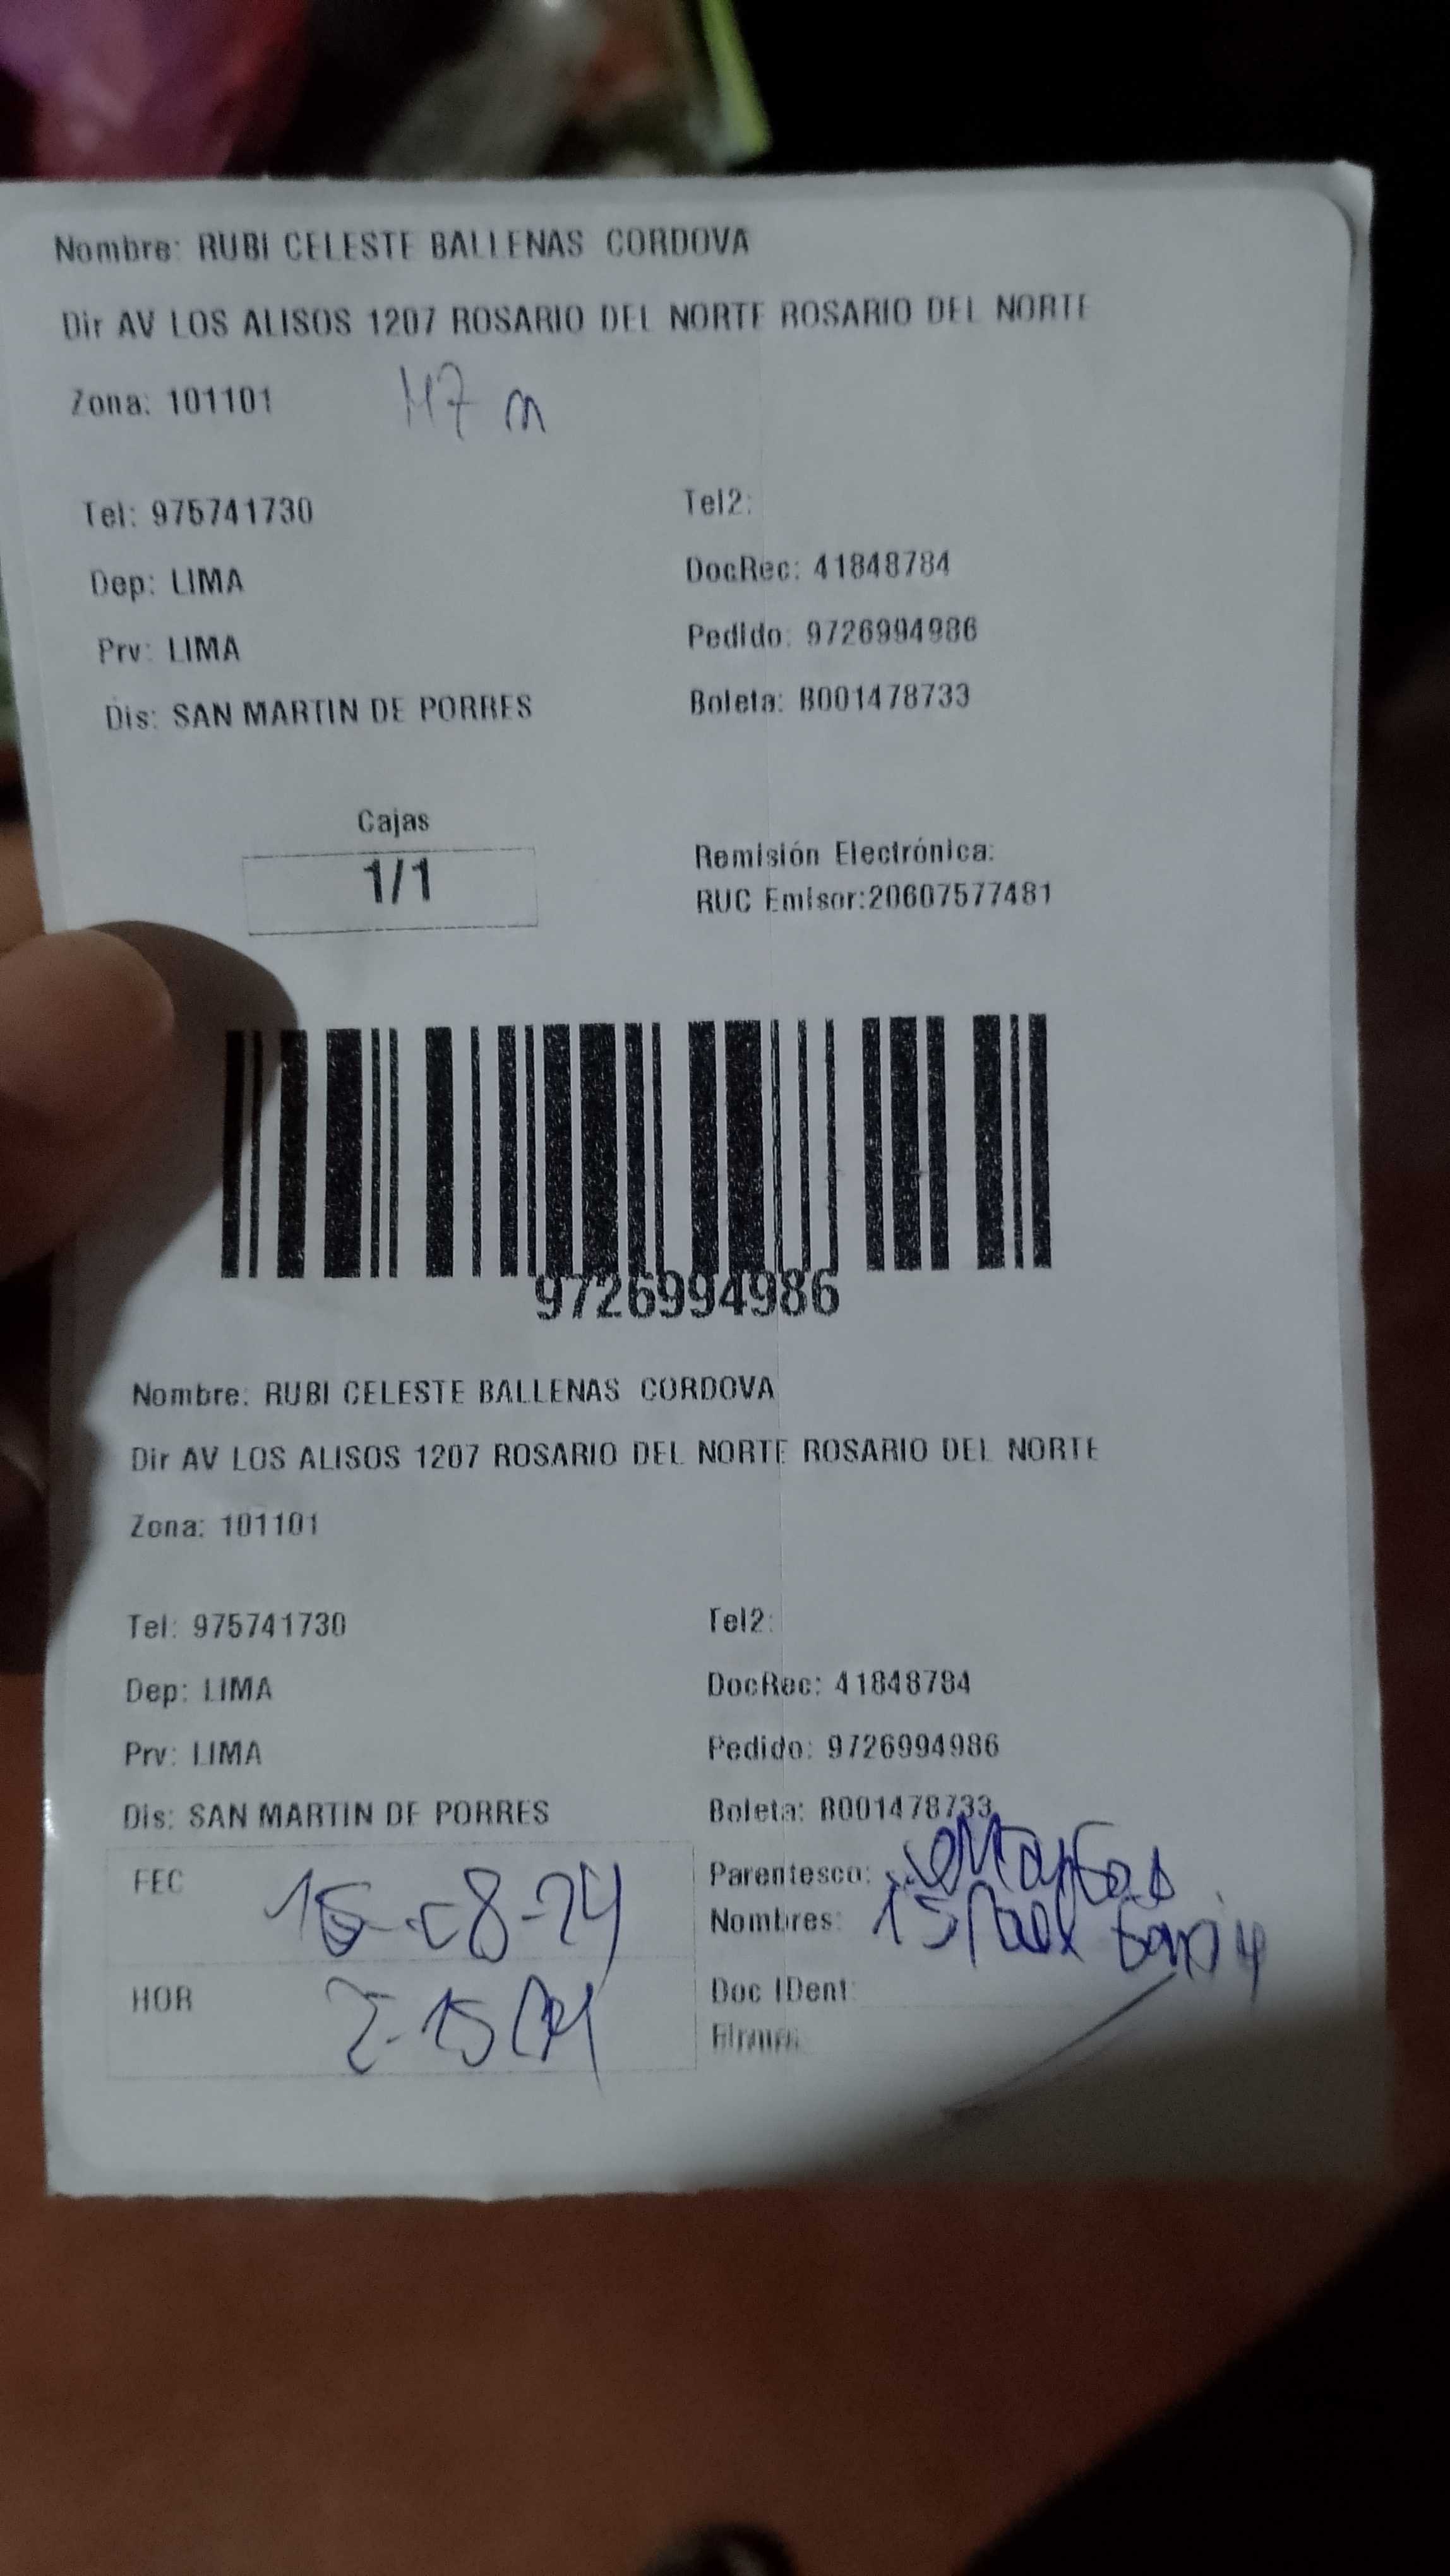 Nombre: RUBI CELESTE BALLENAS CORDOVA
Dir AV LOS ALISOS 1207 ROSARIO DEL NORTE ROSARIO DEL NORTE
Zona: 101101
Tel: 975741730 Tel2:
Dep: LIMA DocRec: 41848784
Prv: LIMA Pedido: 9726994986
Dis: SAN MARTIN DE PORRES Boleta: B001478733
Cajas
1/1
Remisión Electrónica:
RUC Emisor:20607577481
9726994986
Nombre: RUBI CELESTE BALLENAS CORDOVA
Dir AV LOS ALISOS 1207 ROSARIO DEL NORTE ROSARIO DEL NORTE
Zona: 101101
Tel: 975741730 Tel2:
Dep: LIMA DocRec: 41848784
Prv: LIMA Pedido: 9726994986
Dis: SAN MARTIN DE PORRES Boleta: B001478733
FEC Parentesco:
Nombres:
HOR Doc IDent:
Firma: